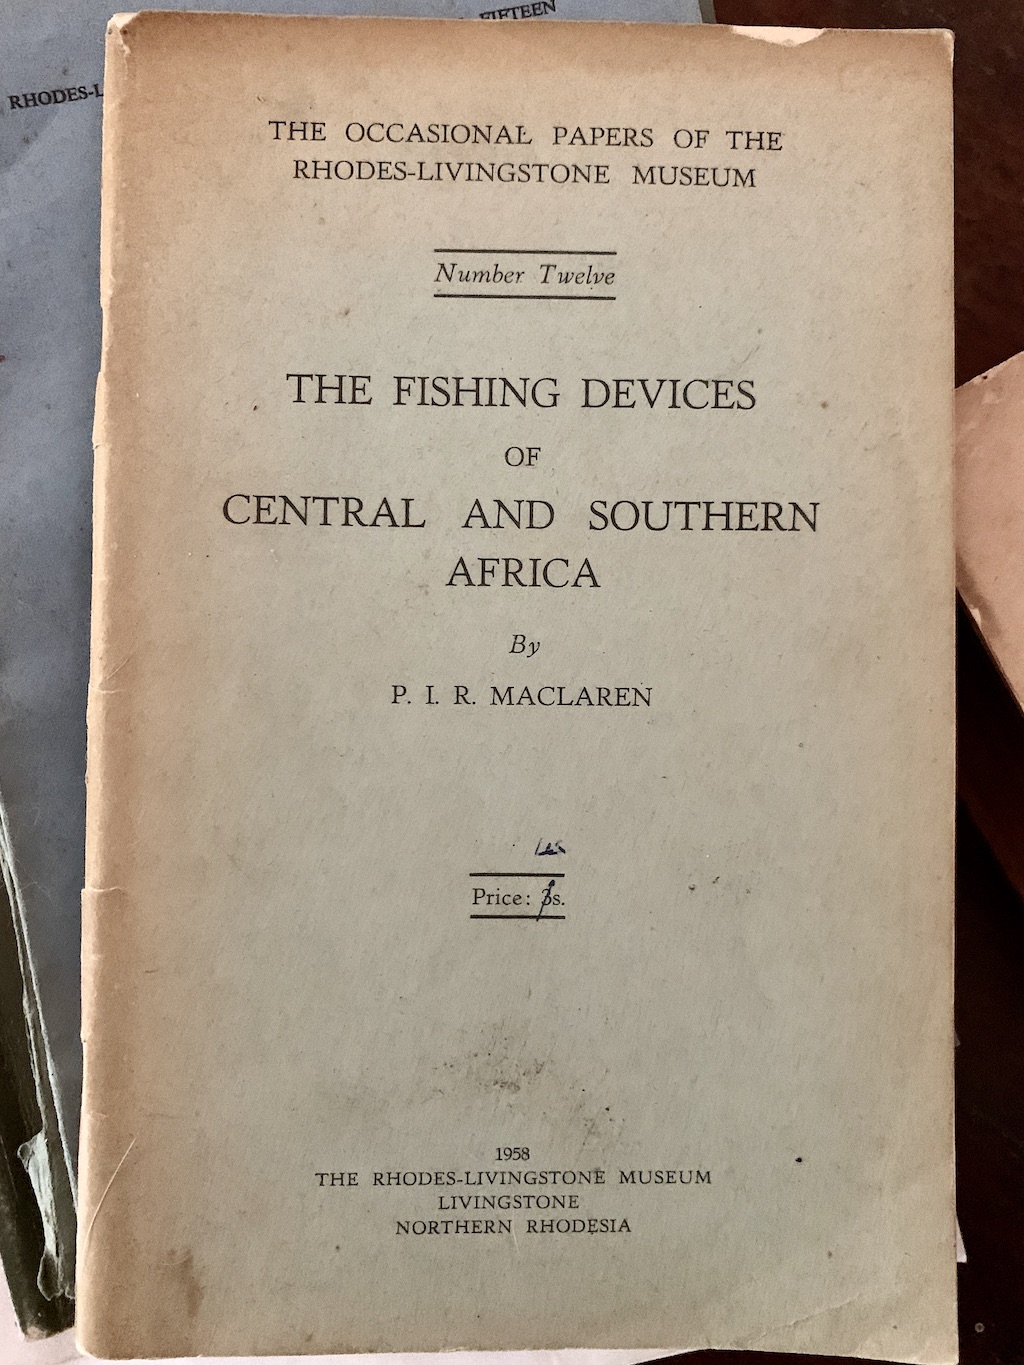 FIFTEEN
RHODES-L
THE OCCASIONAL PAPERS OF THE
RHODES-LIVINGSTONE MUSEUM
Number Twelve
THE FISHING DEVICES
OF
CENTRAL AND SOUTHERN
AFRICA
By
P. I. R. MACLAREN
Price: 3s.
1958
THE RHODES-LIVINGSTONE MUSEUM
LIVINGSTONE
NORTHERN RHODESIA